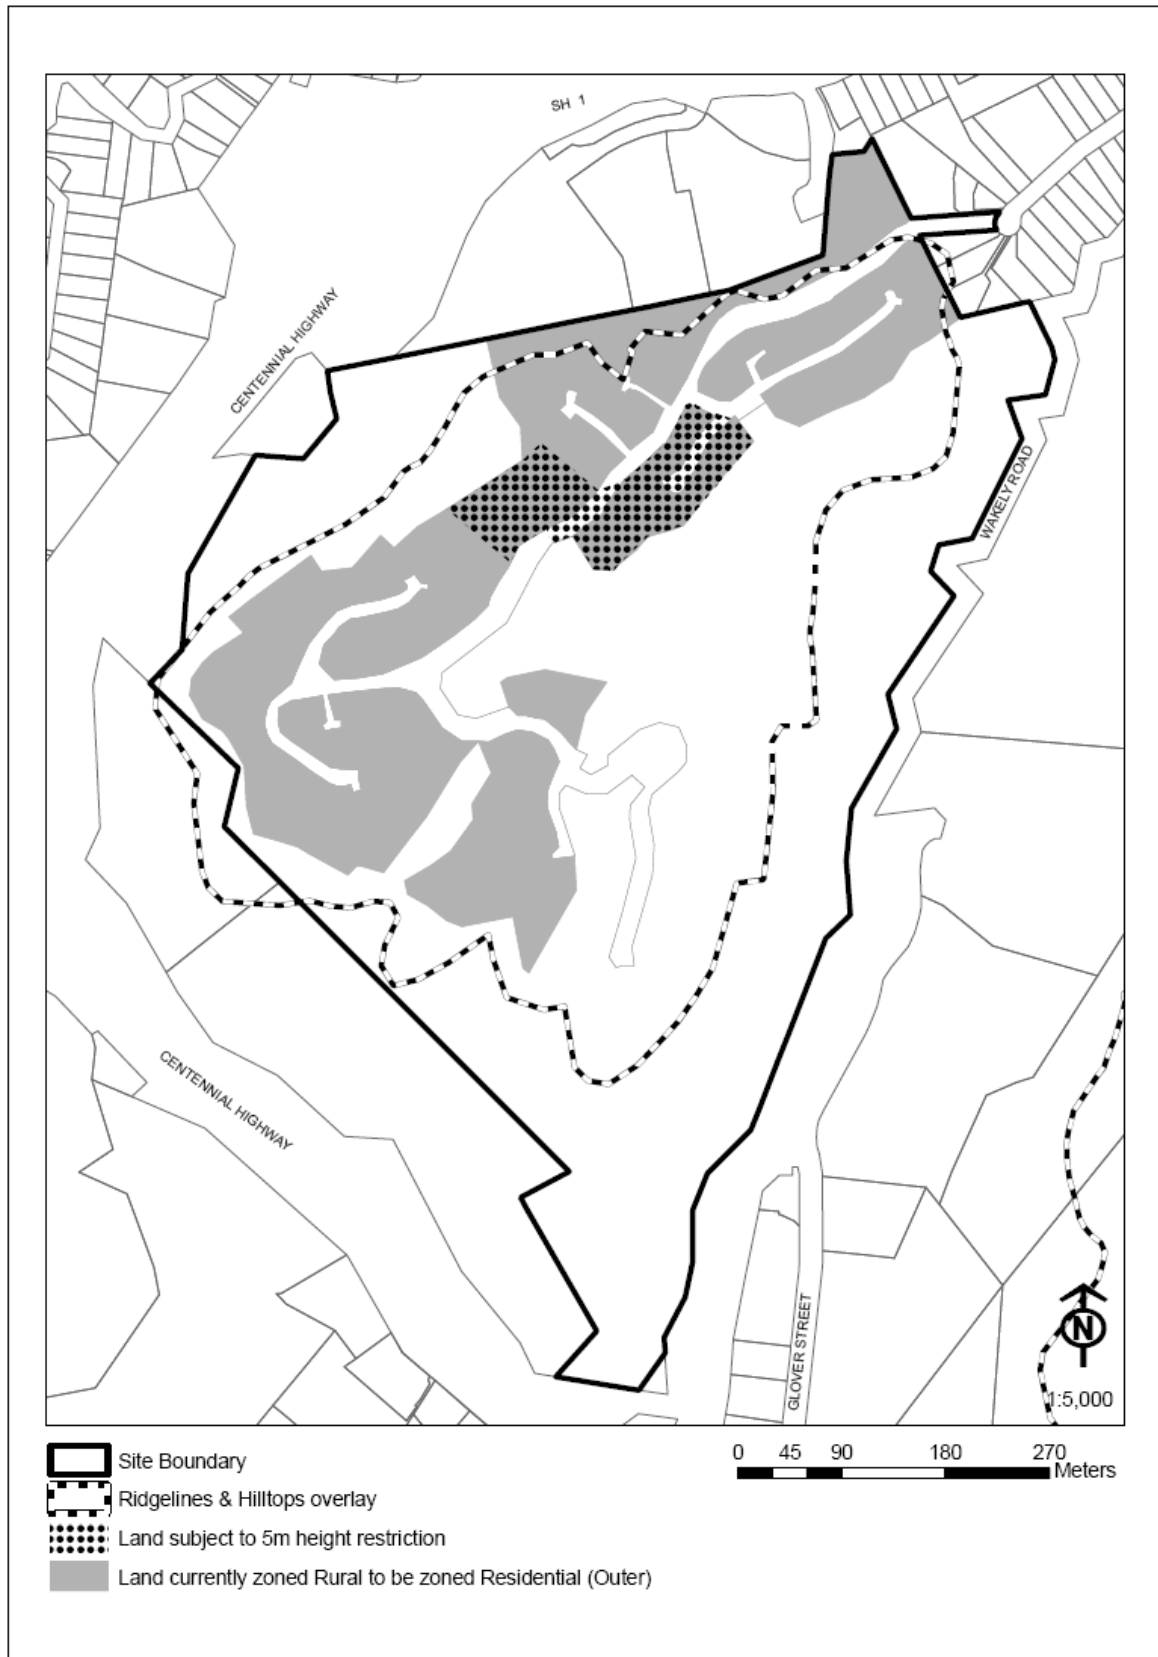 SH 1
CENTENNIAL HIGHWAY
WAKELY ROAD
CENTENNIAL HIGHWAY
GLOVER STREET
N
1:5,000
0 45 90 180 270
Meters
Site Boundary
Ridgelines & Hilltops overlay
Land subject to 5m height restriction
Land currently zoned Rural to be zoned Residential (Outer)